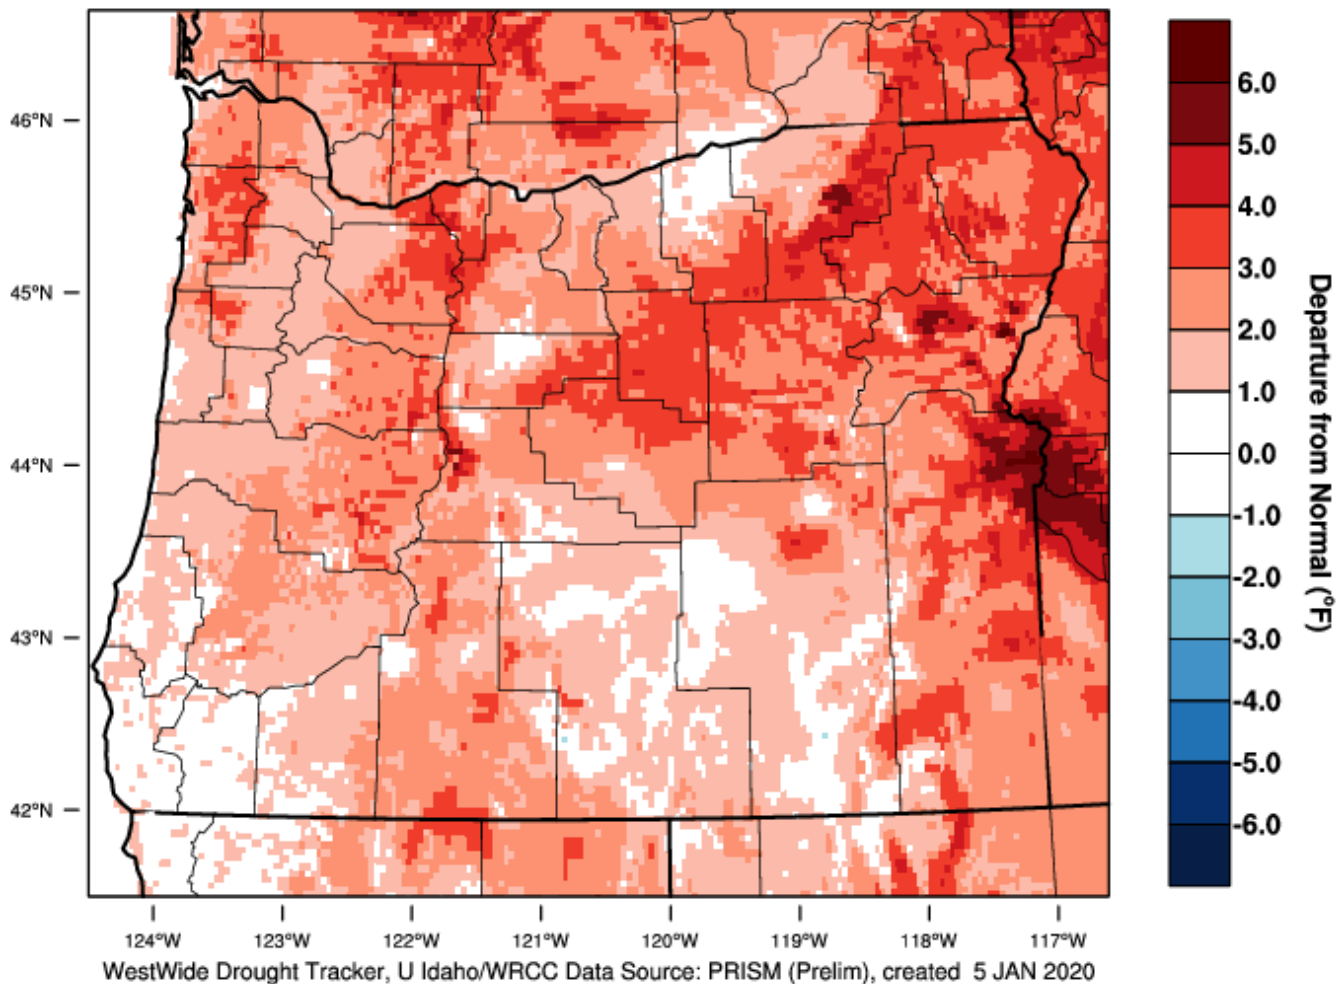 46°N
45°N
44°N
43°N
42°N
124°W 123°W 122°W 121°W 120°W 119°W 118°W 117°W
6.0
5.0
4.0
3.0
2.0
1.0
0.0
-1.0
-2.0
-3.0
-4.0
-5.0
-6.0
Departure from Normal (°F)
WestWide Drought Tracker, U Idaho/WRCC Data Source: PRISM (Prelim), created 5 JAN 2020